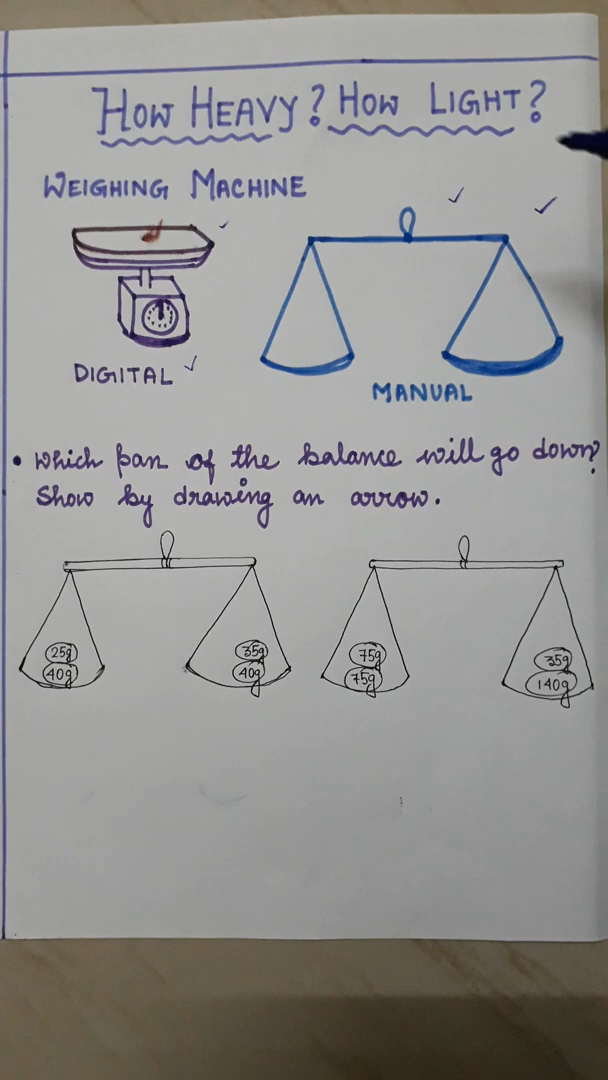 HOW HEAVY? HOW LIGHT?
WEIGHING MACHINE
DIGITAL
MANUAL
• Which pan of the balance will go down?
Show by drawing an arrow.
25g 35g 75g 35g
40g 40g 75g 140g